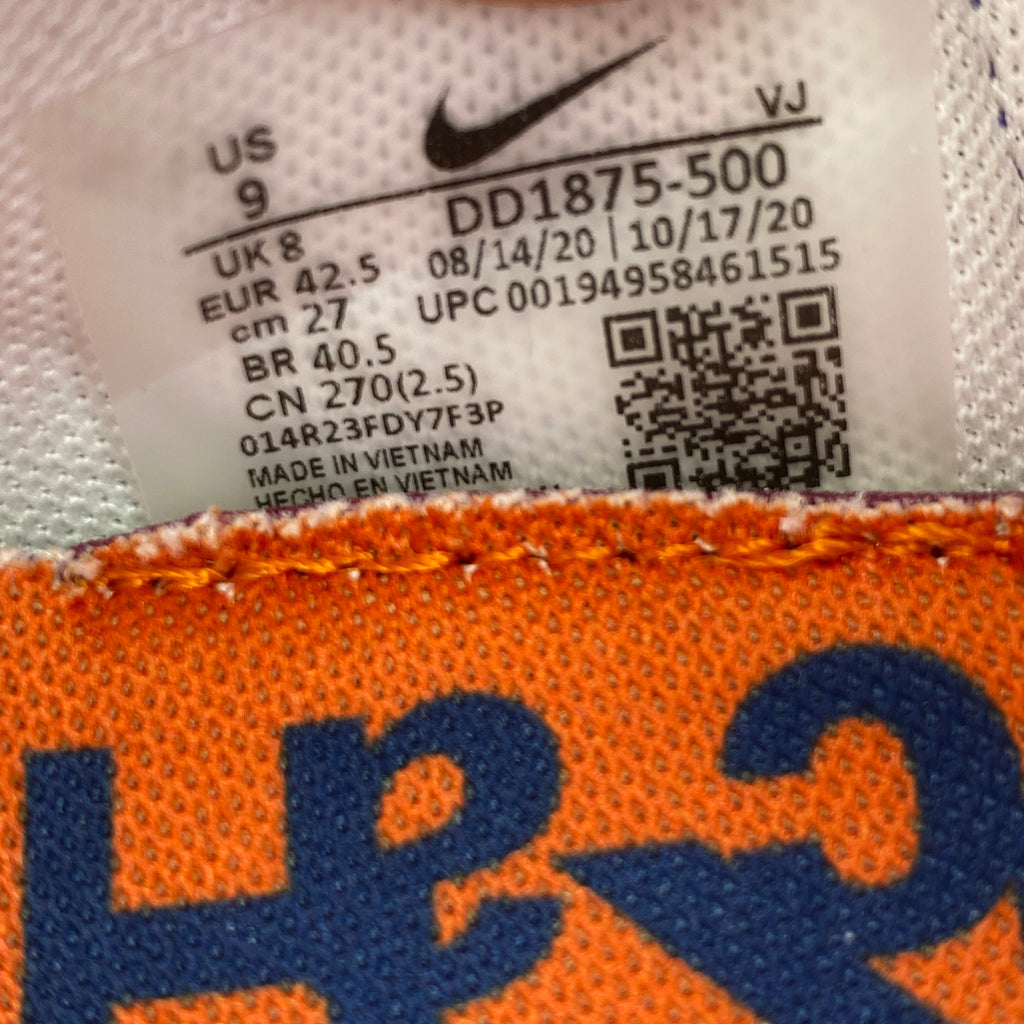 US
9
VJ
DD1875-500
UK 8
EUR 42.5
cm 27
BR 40.5
CN 270(2.5)
08/14/20 | 10/17/20
UPC 00194958461515
014R23FDY7F3P
MADE IN VIETNAM
HECHO EN VIETNAM